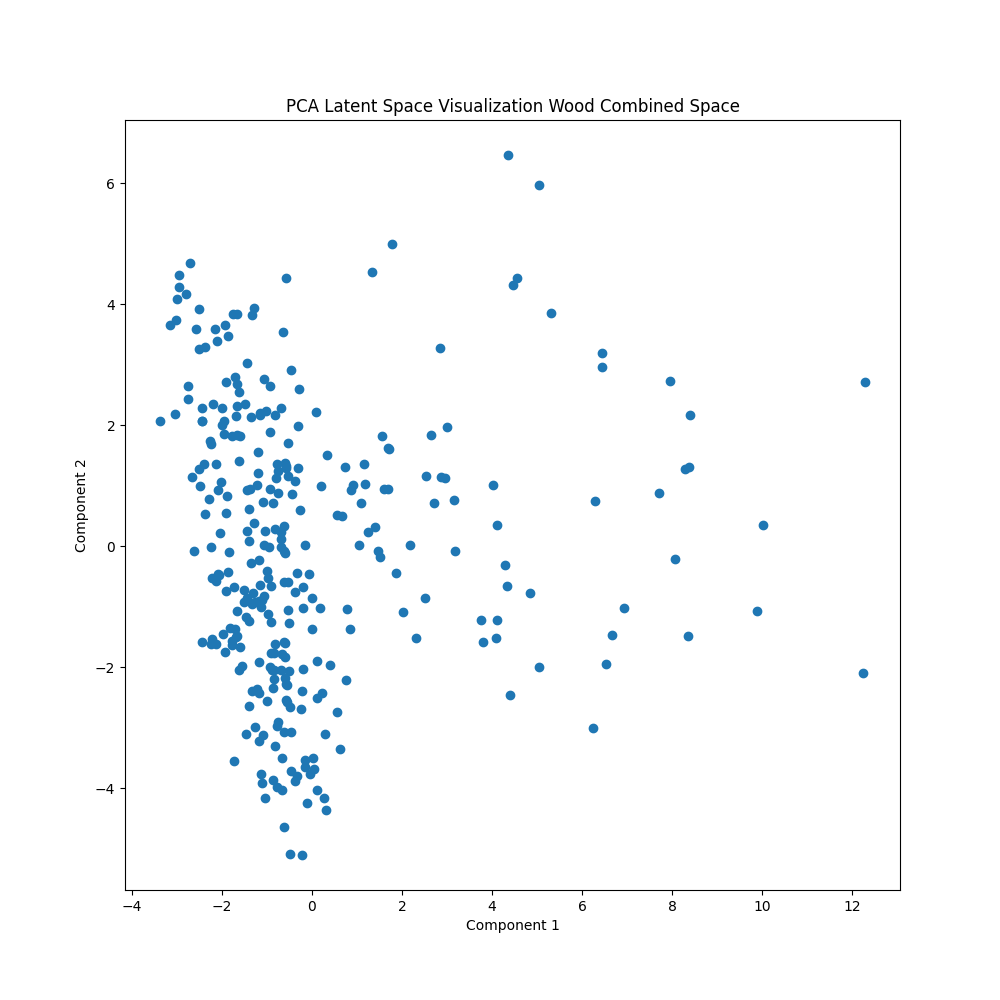 PCA Latent Space Visualization Wood Combined Space
6
4
2
0
−2
−4
Component 2
−4 −2 0 2 4 6 8 10 12
Component 1